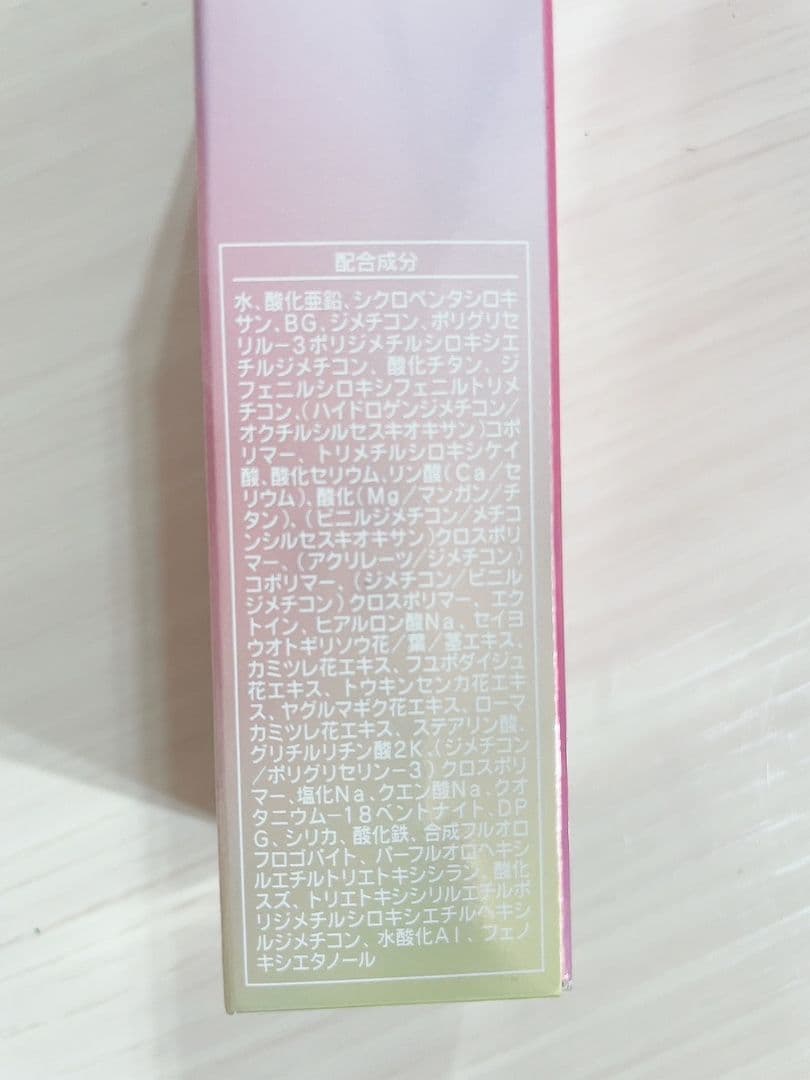 配合成分
水、酸化亜鉛、シクロペンタシロキ
サン、BG、ジメチコン、ポリグリセ
リル-3ポリジメチルシロキシエ
チルジメチコン、酸化チタン、ジ
フェニルシロキシフェニルトリメ
チコン、(ハイドロゲンジメチコン/
オクチルシルセスキオキサン)コポ
リマー、トリメチルシロキシケイ
酸、酸化セリウム、リン酸(Ca/セ
リウム)、酸化(Mg/マンガン/チ
タン)、(ビニルジメチコン/メチコ
ンシルセスキオキサン)クロスポリ
マー、(アクリレーツ/ジメチコン)
コポリマー、(ジメチコン/ビニル
ジメチコン)クロスポリマー、エク
トイン、ヒアルロン酸Na、セイヨ
ウオトギリソウ花/葉/茎エキス、
カミツレ花エキス、フユボダイジュ
花エキス、トウキンセンカ花エキ
ス、ヤグルマギク花エキス、ローマ
カミツレ花エキス、ステアリン酸、
グリチルリチン酸2K、(ジメチコン
/ポリグリセリン-3)クロスポリ
マー、塩化Na、クエン酸Na、クオ
タニウム-18ベントナイト、DP
G、シリカ、酸化鉄、合成フルオロ
フロゴパイト、パーフルオロヘキシ
ルエチルトリエトキシシラン、酸化
スズ、トリエトキシシリルエチルポ
リジメチルシロキシエチルヘキシ
ルジメチコン、水酸化Al、フェノ
キシエタノール